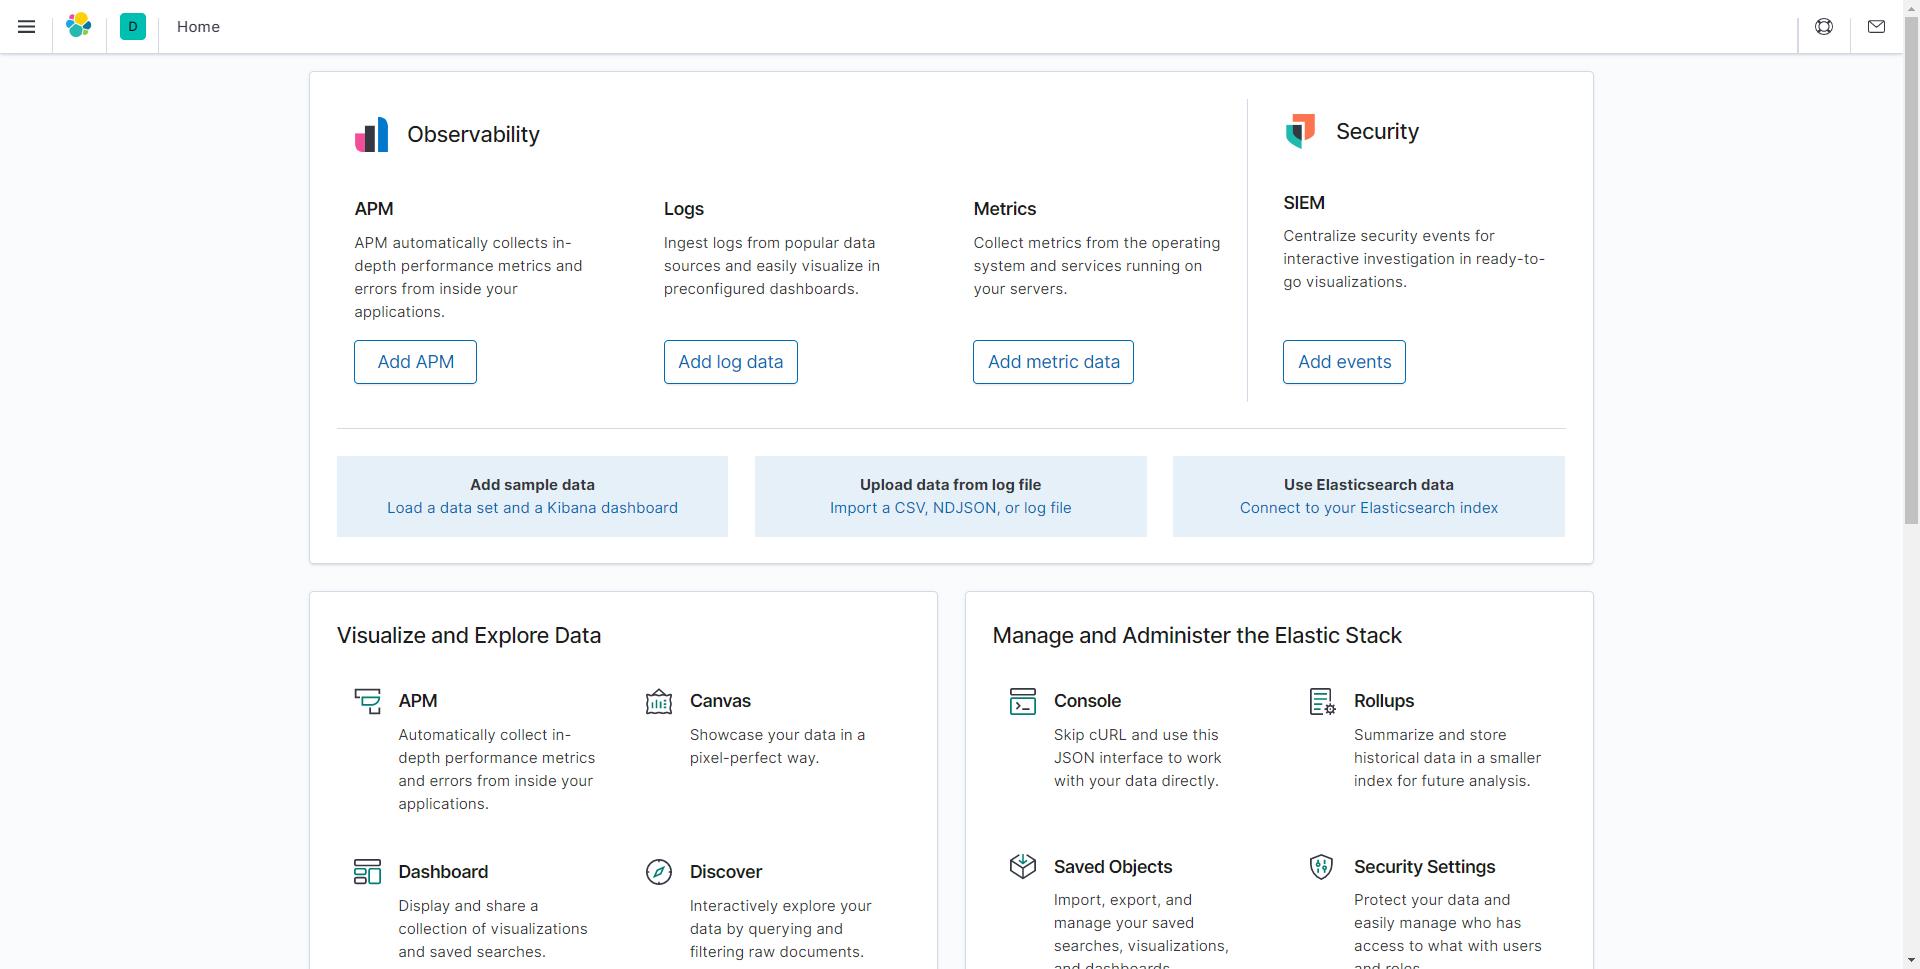 D
Home
Observability
APM
APM automatically collects in-
depth performance metrics and
errors from inside your
applications.
Add APM
Logs
Ingest logs from popular data
sources and easily visualize in
preconfigured dashboards.
Add log data
Metrics
Collect metrics from the operating
system and services running on
your servers.
Add metric data
Security
SIEM
Centralize security events for
interactive investigation in ready-to-
go visualizations.
Add events
Add sample data
Load a data set and a Kibana dashboard
Upload data from log file
Import a CSV, NDJSON, or log file
Use Elasticsearch data
Connect to your Elasticsearch index
Visualize and Explore Data
APM
Automatically collect in-
depth performance metrics
and errors from inside your
applications.
Canvas
Showcase your data in a
pixel-perfect way.
Dashboard
Display and share a
collection of visualizations
and saved searches.
Discover
Interactively explore your
data by querying and
filtering raw documents.
Manage and Administer the Elastic Stack
Console
Skip cURL and use this
JSON interface to work
with your data directly.
Rollups
Summarize and store
historical data in a smaller
index for future analysis.
Saved Objects
Import, export, and
manage your saved
searches, visualizations,
and dashboards.
Security Settings
Protect your data and
easily manage who has
access to what with users
and roles.